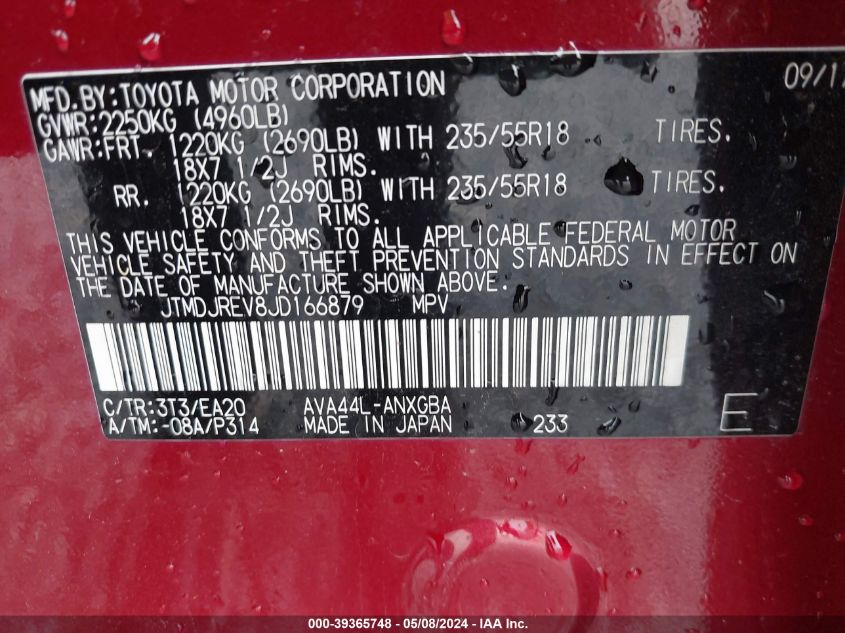 MFD.BY:TOYOTA MOTOR CORPORATION 09/1
GVWR:2250KG (4960LB)
GAWR:FRT. 1220KG (2690LB) WITH 235/55R18 TIRES.
18X7 1/2J RIMS.
RR. 1220KG (2690LB) WITH 235/55R18 TIRES.
18X7 1/2J RIMS.
THIS VEHICLE CONFORMS TO ALL APPLICABLE FEDERAL MOTOR
VEHICLE SAFETY AND THEFT PREVENTION STANDARDS IN EFFECT ON
THE DATE OF MANUFACTURE SHOWN ABOVE.
JTMDJREV8JD166879 MPV
C/TR:3T3/EA20 AVA44L-ANXGBA
A/TM:-08A/P314 MADE IN JAPAN 233 E
000-39365748 - 05/08/2024 - IAA Inc.